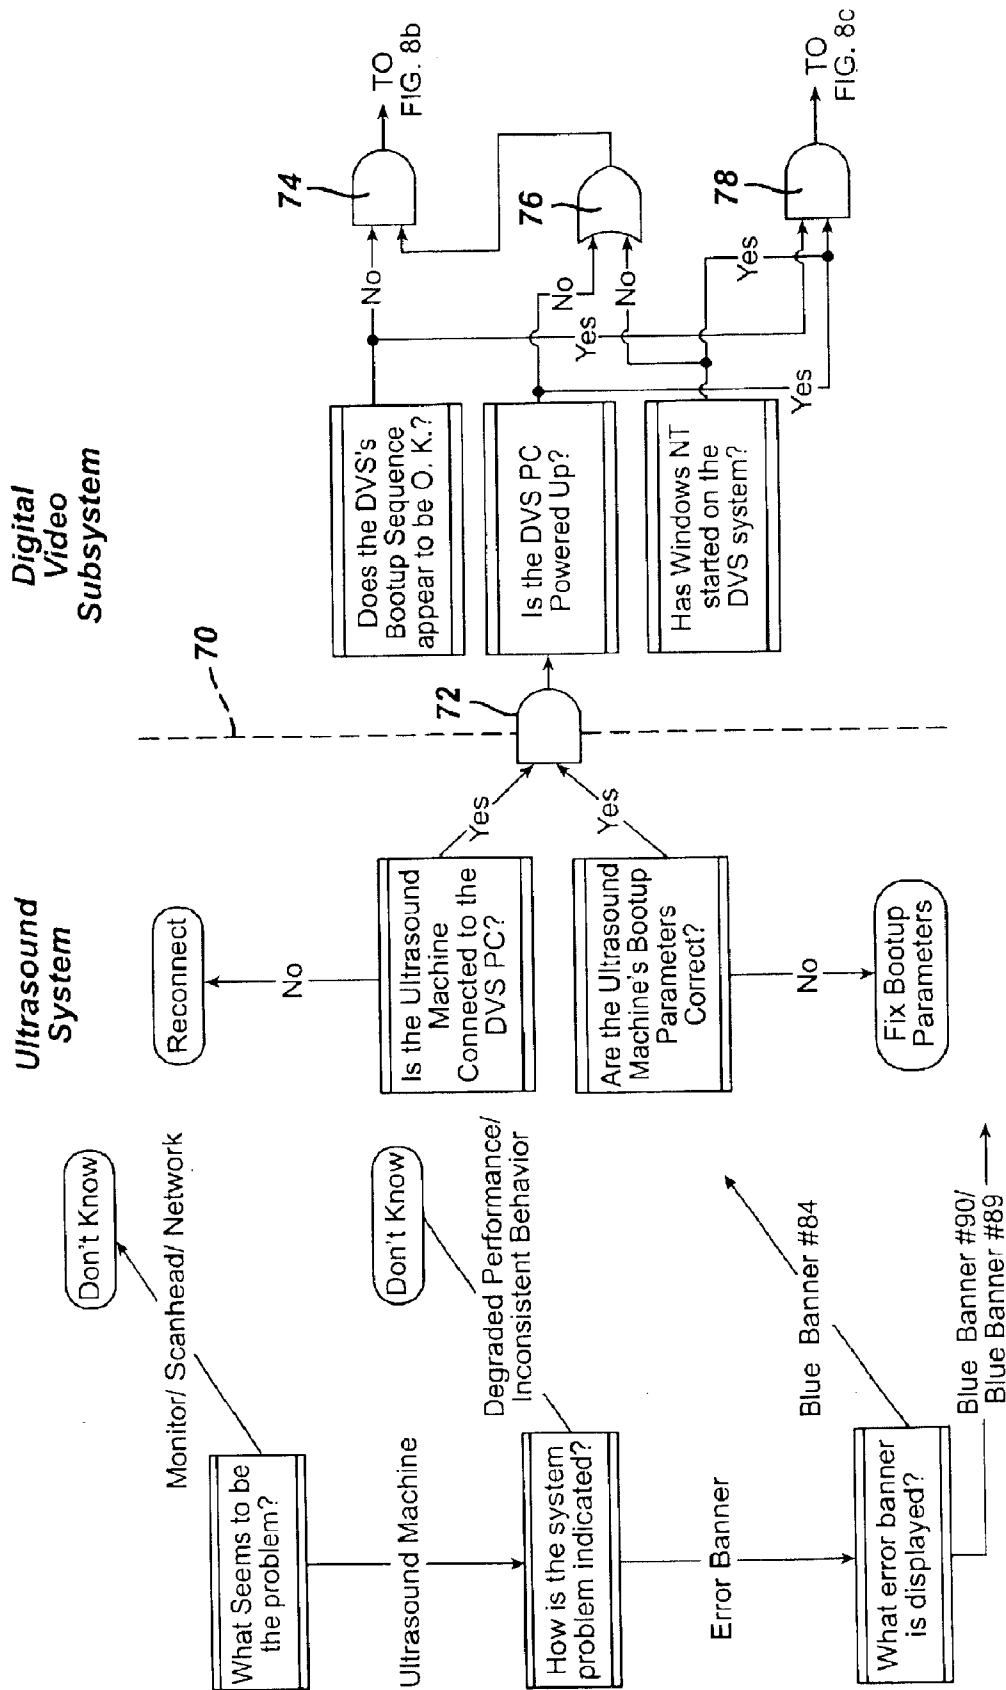 Ultrasound
System
Digital
Video
Subsystem
70
What Seems to be
the problem?
Monitor/ Scanhead/ Network
Don't Know
Ultrasound Machine
How is the system
problem indicated?
Degraded Performance/
Inconsistent Behavior
Don't Know
Error Banner
What error banner
is displayed?
Blue Banner #84
Blue Banner #90/
Blue Banner #89
Reconnect
No
Is the Ultrasound
Machine
Connected to the
DVS PC?
Yes
Are the Ultrasound
Machine's Bootup
Parameters
Correct?
Yes
No
Fix Bootup
Parameters
72
Does the DVS's
Bootup Sequence
appear to be O. K.?
Is the DVS PC
Powered Up?
Has Windows NT
started on the
DVS system?
No
Yes
No
Yes
No
Yes
74
TO
FIG. 8b
76
78
TO
FIG. 8c